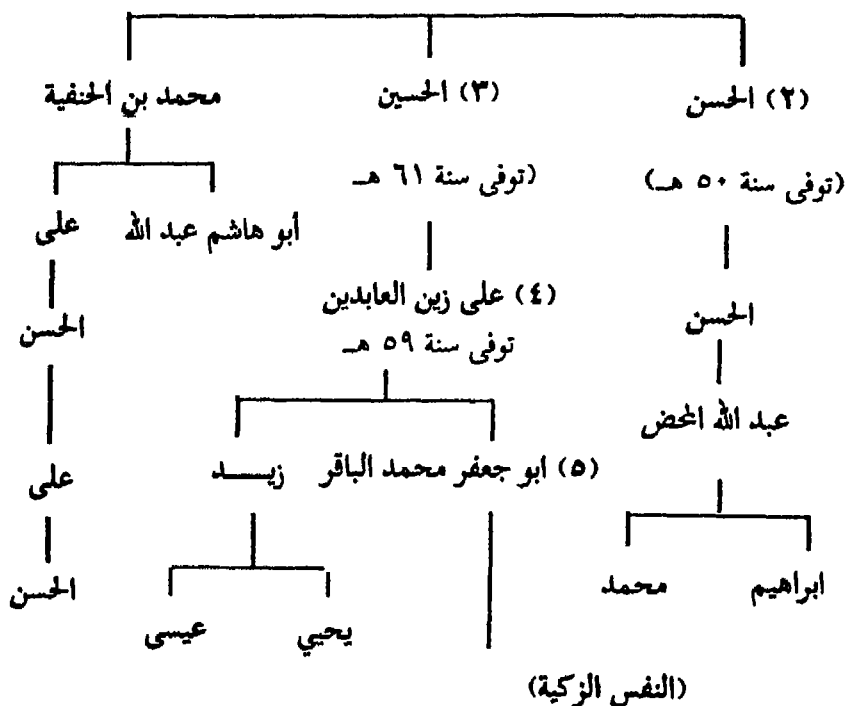 (٢) الحسن (٣) الحسين محمد بن الحنفية
(توفى سنة ٥٠ هـ) (توفى سنة ٦١ هـ)
أبو هاشم عبد الله على
(٤) على زين العابدين
الحسن الحسن
توفى سنة ٥٩ هـ
عبد الله المحض
(٥) ابو جعفر محمد الباقر زيـــد على
ابراهيم محمد الحسن
يحيي عيسى
(النفس الزكية)